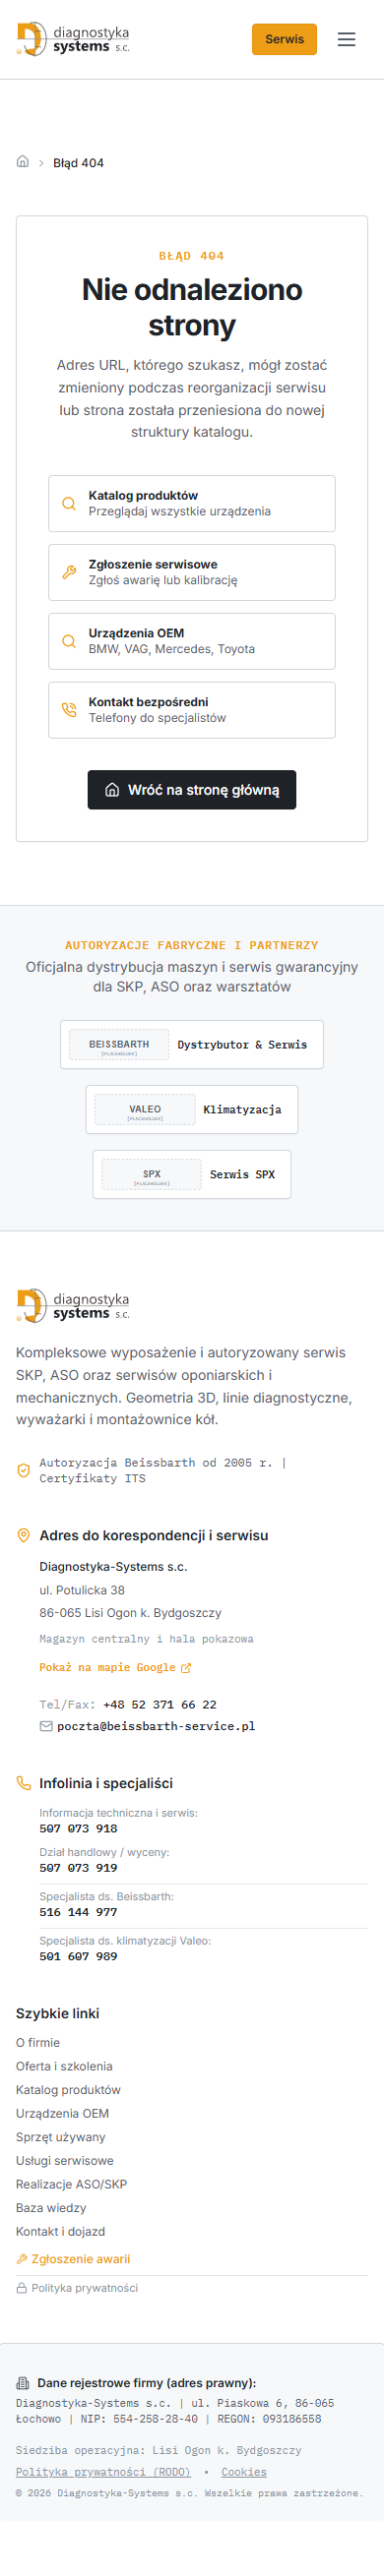 diagnostyka
systems s.c.
Serwis
Błąd 404
BŁĄD 404
Nie odnaleziono
strony
Adres URL, którego szukasz, mógł zostać
zmieniony podczas reorganizacji serwisu
lub strona została przeniesiona do nowej
struktury katalogu.
Katalog produktów
Przeglądaj wszystkie urządzenia
Zgłoszenie serwisowe
Zgłoś awarię lub kalibrację
Urządzenia OEM
BMW, VAG, Mercedes, Toyota
Kontakt bezpośredni
Telefony do specjalistów
Wróć na stronę główną
AUTORYZACJE FABRYCZNE I PARTNERZY
Oficjalna dystrybucja maszyn i serwis gwarancyjny
dla SKP, ASO oraz warsztatów
BEISSBARTH
[PLACEHOLDER]
Dystrybutor & Serwis
VALEO
[PLACEHOLDER]
Klimatyzacja
SPX
[PLACEHOLDER]
Serwis SPX
diagnostyka
systems s.c.
Kompleksowe wyposażenie i autoryzowany serwis
SKP, ASO oraz serwisów oponiarskich i
mechanicznych. Geometria 3D, linie diagnostyczne,
wyważarki i montażownice kół.
Autoryzacja Beissbarth od 2005 r. |
Certyfikaty ITS
Adres do korespondencji i serwisu
Diagnostyka-Systems s.c.
ul. Potulicka 38
86-065 Lisi Ogon k. Bydgoszczy
Magazyn centralny i hala pokazowa
Pokaż na mapie Google
Tel/Fax: +48 52 371 66 22
poczta@beissbarth-service.pl
Infolinia i specjaliści
Informacja techniczna i serwis:
507 073 918
Dział handlowy / wyceny:
507 073 919
Specjalista ds. Beissbarth:
516 144 977
Specjalista ds. klimatyzacji Valeo:
501 607 989
Szybkie linki
O firmie
Oferta i szkolenia
Katalog produktów
Urządzenia OEM
Sprzęt używany
Usługi serwisowe
Realizacje ASO/SKP
Baza wiedzy
Kontakt i dojazd
Zgłoszenie awarii
Polityka prywatności
Dane rejestrowe firmy (adres prawny):
Diagnostyka-Systems s.c. | ul. Piaskowa 6, 86-065
Łochowo | NIP: 554-258-28-40 | REGON: 093186558
Siedziba operacyjna: Lisi Ogon k. Bydgoszczy
Polityka prywatności (RODO) • Cookies
© 2026 Diagnostyka-Systems s.c. Wszelkie prawa zastrzeżone.